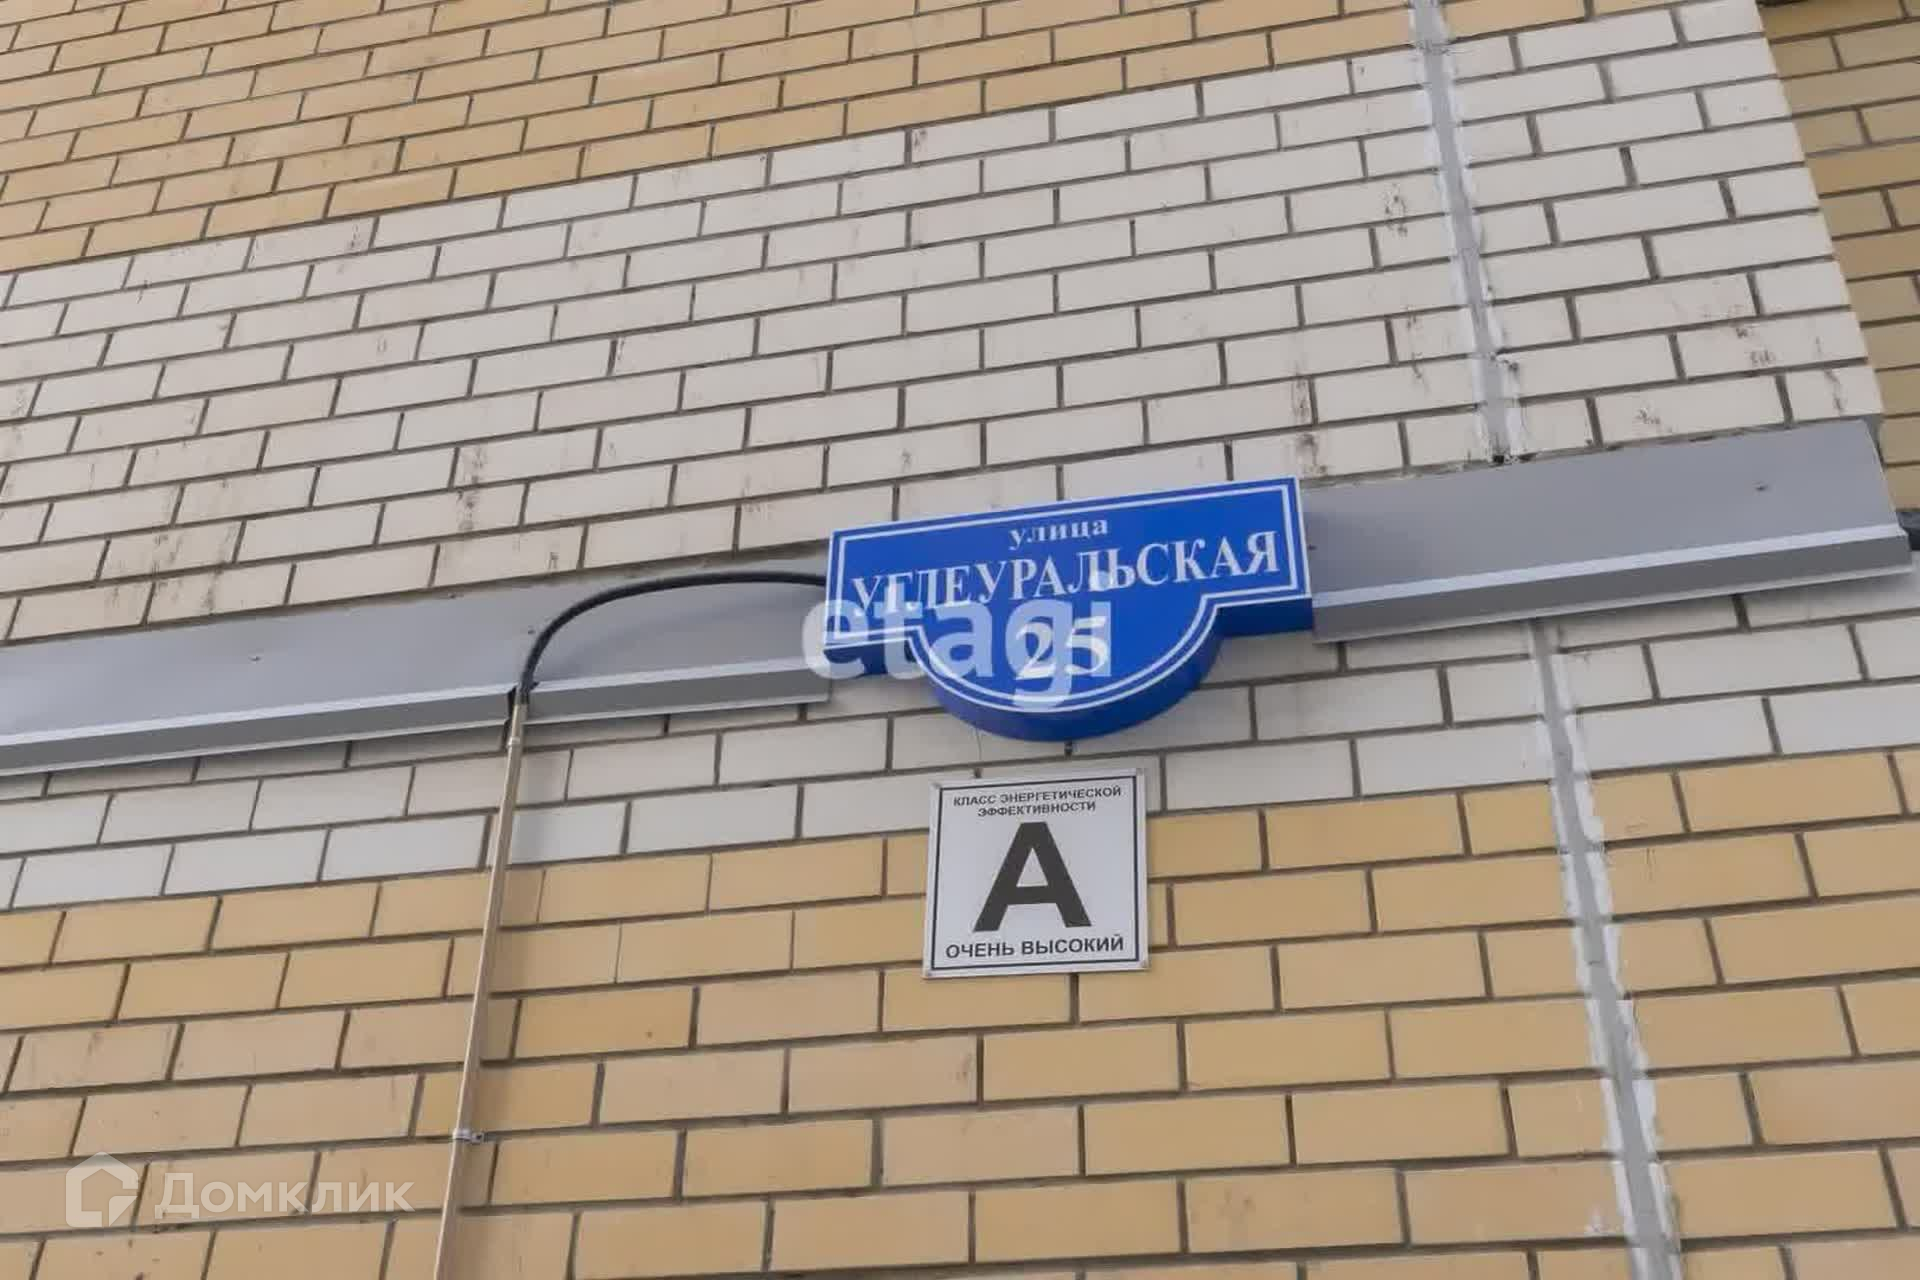 улица
УГЛЕУРАЛЬСКАЯ
25
etagi
КЛАСС ЭНЕРГЕТИЧЕСКОЙ
ЭФФЕКТИВНОСТИ
А
ОЧЕНЬ ВЫСОКИЙ
Домклик